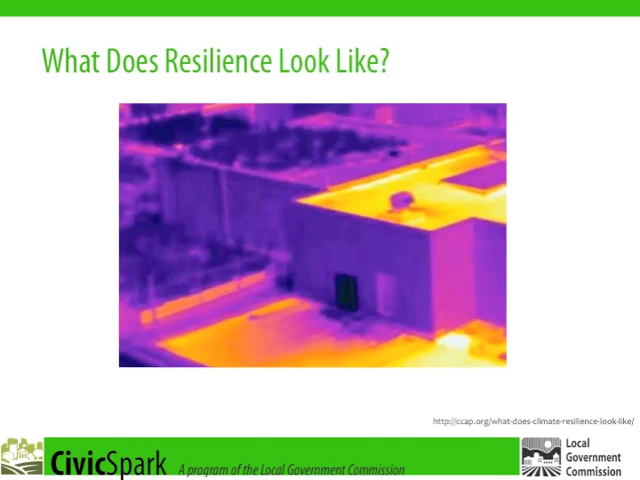 What Does Resilience Look Like?
http://ccap.org/what-does-climate-resilience-look-like/
CivicSpark A program of the Local Government Commission
Local
Government
Commission